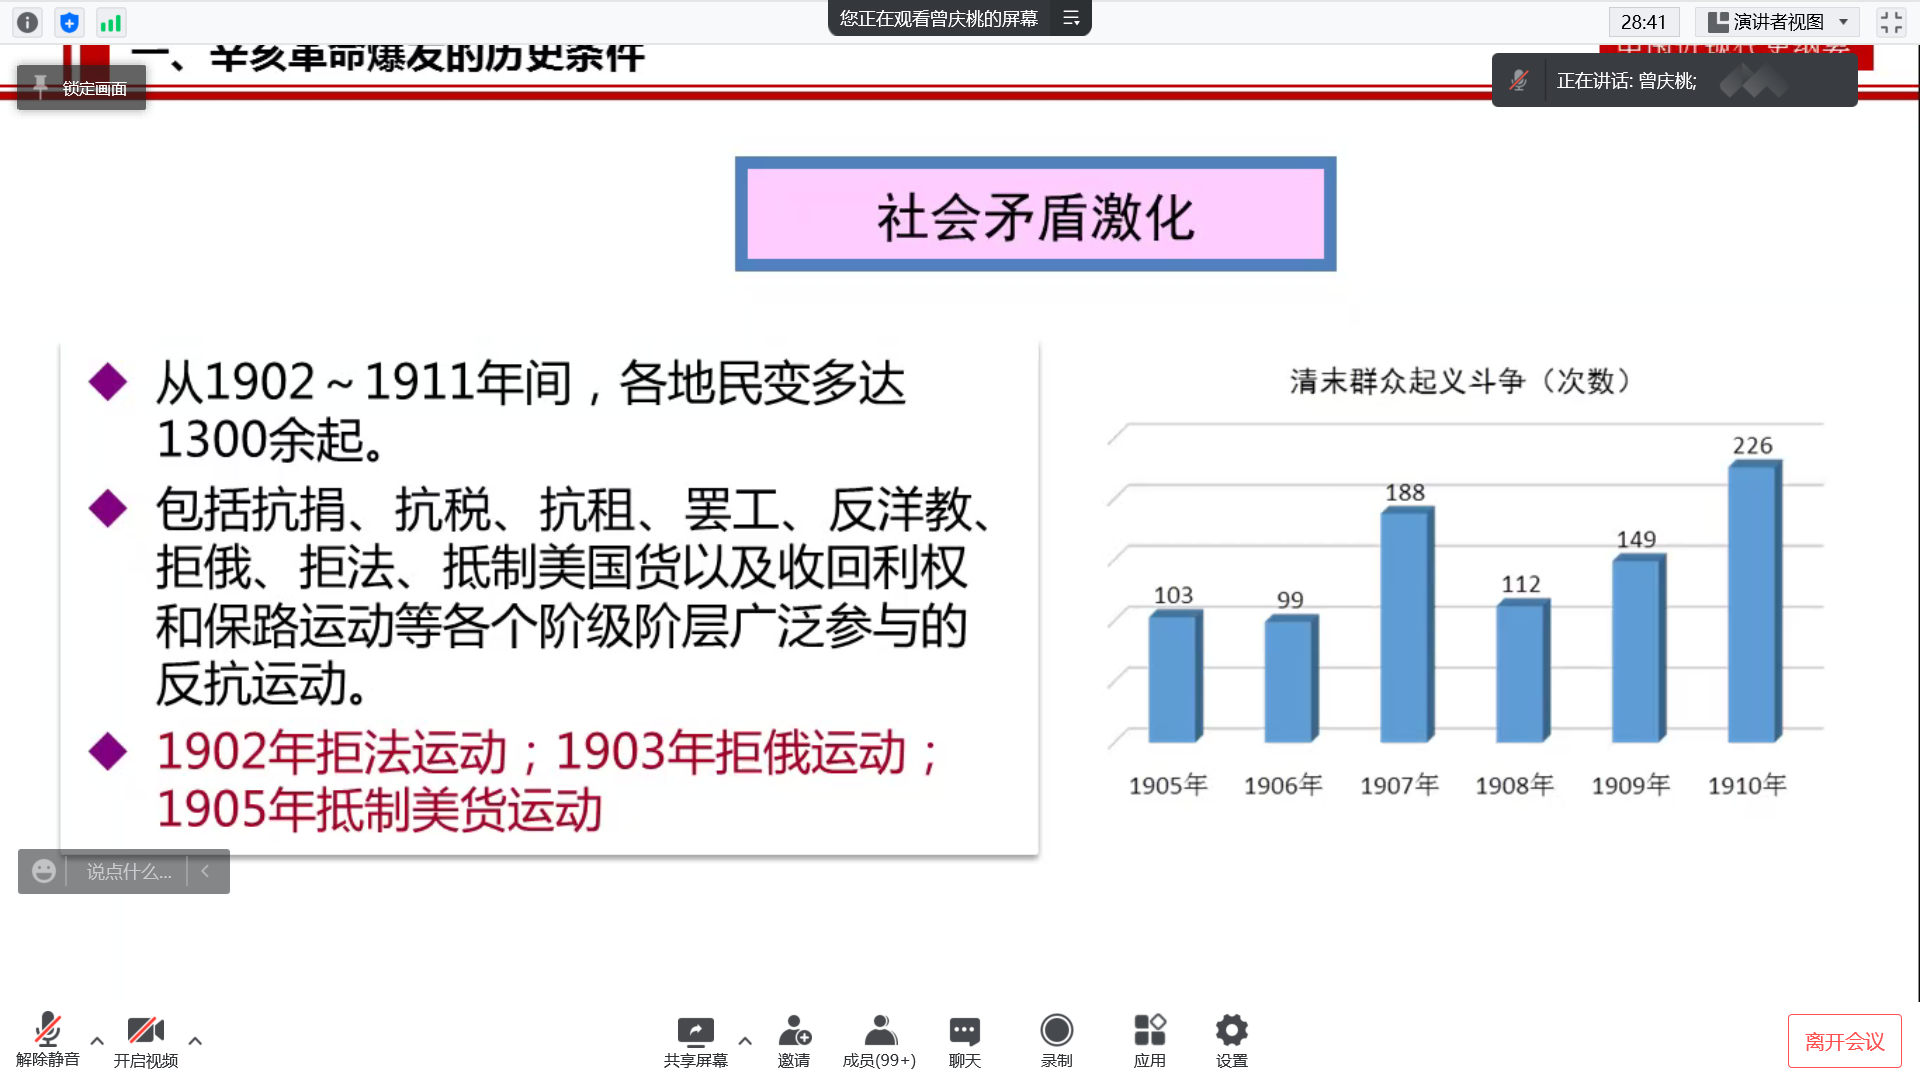 您正在观看曾庆桃的屏幕
28:41
演讲者视图
一、辛亥革命爆发的历史条件
中国近现代史纲要
锁定画面
正在讲话: 曾庆桃;
社会矛盾激化
从1902～1911年间，各地民变多达
1300余起。
包括抗捐、抗税、抗租、罢工、反洋教、
拒俄、拒法、抵制美国货以及收回利权
和保路运动等各个阶级阶层广泛参与的
反抗运动。
1902年拒法运动；1903年拒俄运动；
1905年抵制美货运动
清末群众起义斗争（次数）
103
99
188
112
149
226
1905年
1906年
1907年
1908年
1909年
1910年
说点什么...
解除静音
开启视频
共享屏幕
邀请
成员(99+)
聊天
录制
应用
设置
离开会议